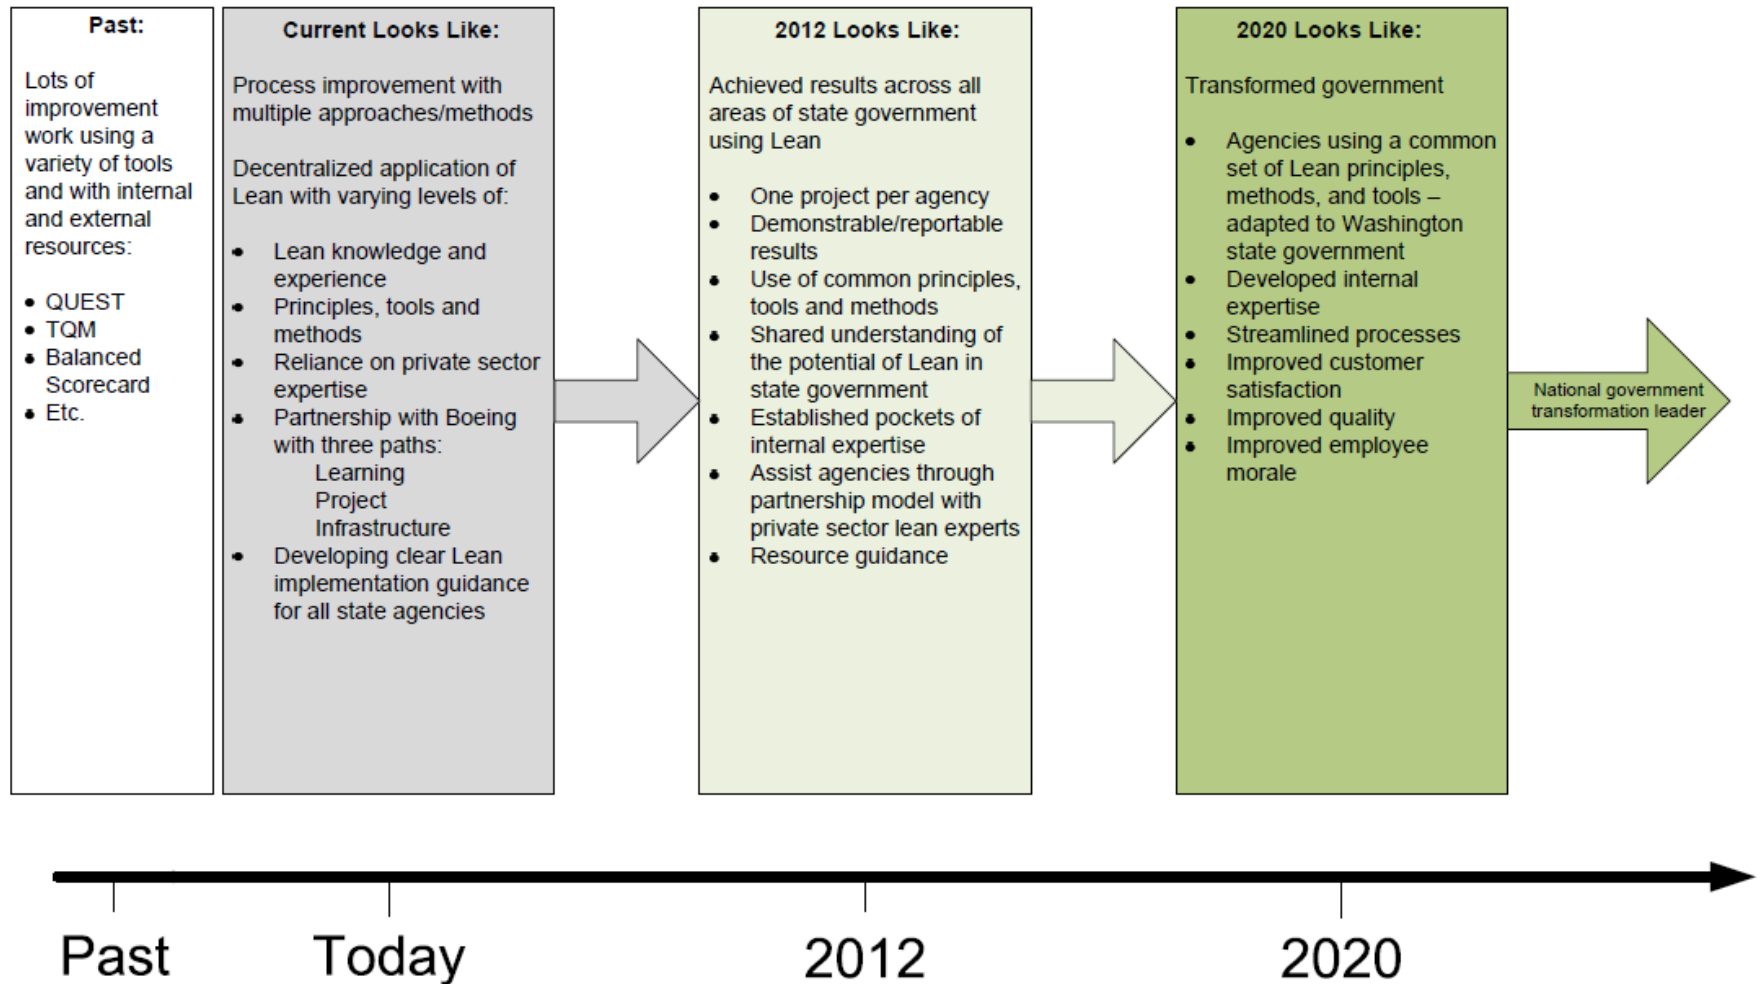 Past:
Lots of
improvement
work using a
variety of tools
and with internal
and external
resources:
• QUEST
• TQM
• Balanced
Scorecard
• Etc.
Current Looks Like:
Process improvement with
multiple approaches/methods
Decentralized application of
Lean with varying levels of:
• Lean knowledge and
experience
• Principles, tools and
methods
• Reliance on private sector
expertise
• Partnership with Boeing
with three paths:
Learning
Project
Infrastructure
• Developing clear Lean
implementation guidance
for all state agencies
2012 Looks Like:
Achieved results across all
areas of state government
using Lean
• One project per agency
• Demonstrable/reportable
results
• Use of common principles,
tools and methods
• Shared understanding of
the potential of Lean in
state government
• Established pockets of
internal expertise
• Assist agencies through
partnership model with
private sector lean experts
• Resource guidance
2020 Looks Like:
Transformed government
• Agencies using a common
set of Lean principles,
methods, and tools –
adapted to Washington
state government
• Developed internal
expertise
• Streamlined processes
• Improved customer
satisfaction
• Improved quality
• Improved employee
morale
National government
transformation leader
Past
Today
2012
2020